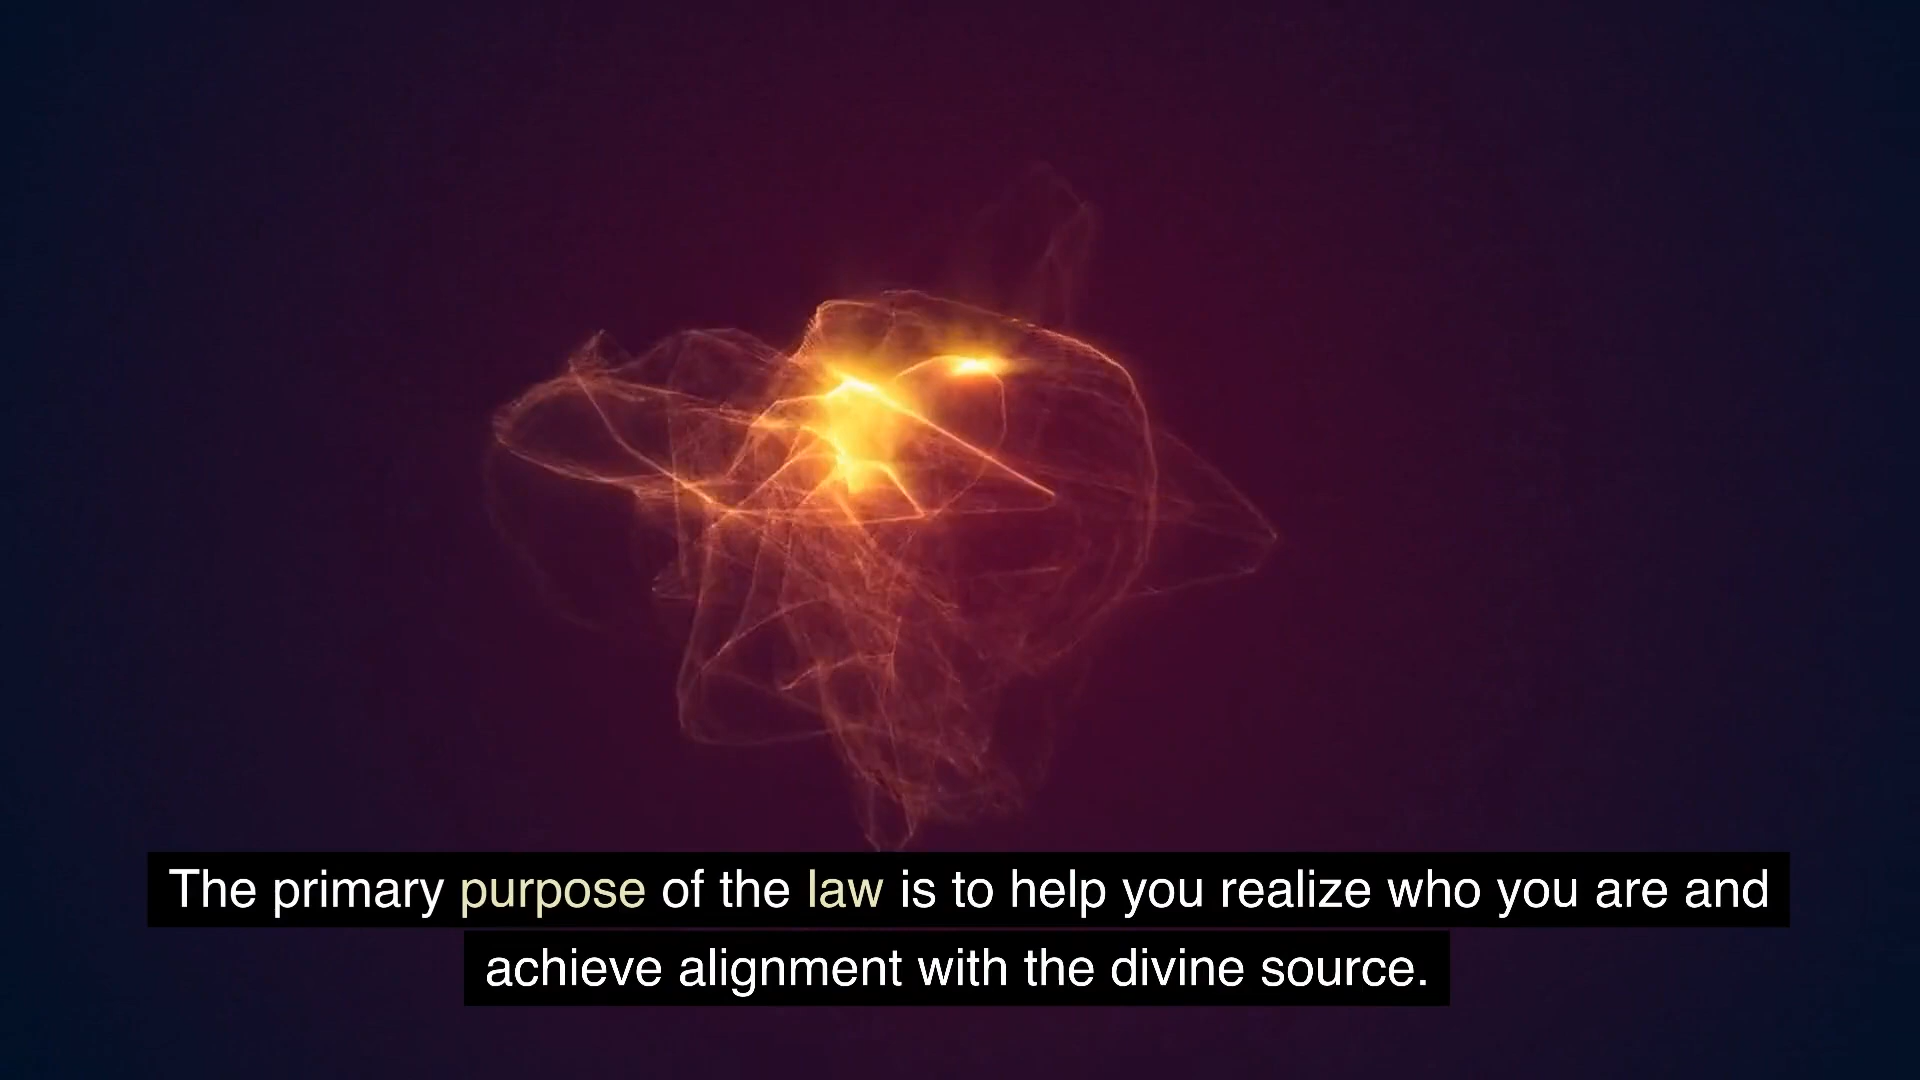 The primary purpose of the law is to help you realize who you are and
achieve alignment with the divine source.